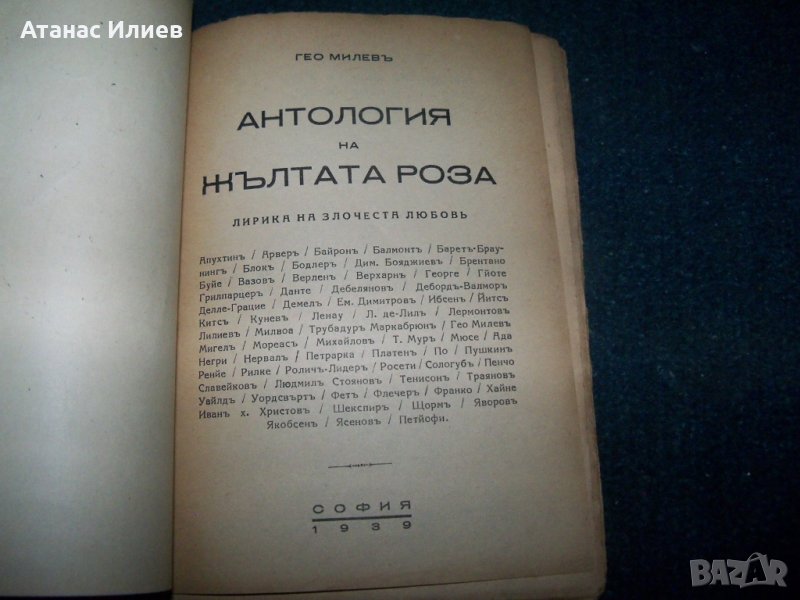 Атанас Илиев
ГЕО МИЛЕВЪ
АНТОЛОГИЯ
НА
ЖЪЛТАТА РОЗА
ЛИРИКА НА ЗЛОЧЕСТА ЛЮБОВЬ
Апухтинъ / Арверъ / Байронъ / Балмонтъ / Баретъ-Брау-
нингъ / Блокъ / Бодлеръ / Дим. Бояджиевъ / Брентано
Буйе / Вазовъ / Верленъ / Верхарнъ / Георге / Гйоте
Грилпарцеръ / Данте / Дебеляновъ / Дебордъ-Валморъ
Делле-Грацие / Демелъ / Ем. Димитровъ / Ибсенъ / Йитсъ
Китсъ / Куневъ / Ленау / Л. де-Лилъ / Лермонтовъ
Лилиевъ / Милвоа / Трубадуръ Маркабрюнъ / Гео Милевъ
Мигелъ / Мореасъ / Михайловъ / Т. Муръ / Мюсе / Ада
Негри / Нервалъ / Петрарка / Платенъ / По / Пушкинъ
Ренйе / Рилке / Роличъ-Лидеръ / Росети / Сологубъ / Пенчо
Славейковъ / Людмилъ Стояновъ / Тенисонъ / Траяновъ
Уайлдъ / Уордсвъртъ / Фетъ / Флечеръ / Франко / Хайне
Иванъ х. Христовъ / Шекспиръ / Щормъ / Яворовъ
Якобсенъ / Ясеновъ / Петйофи.
СОФИЯ
1939
BAZAR